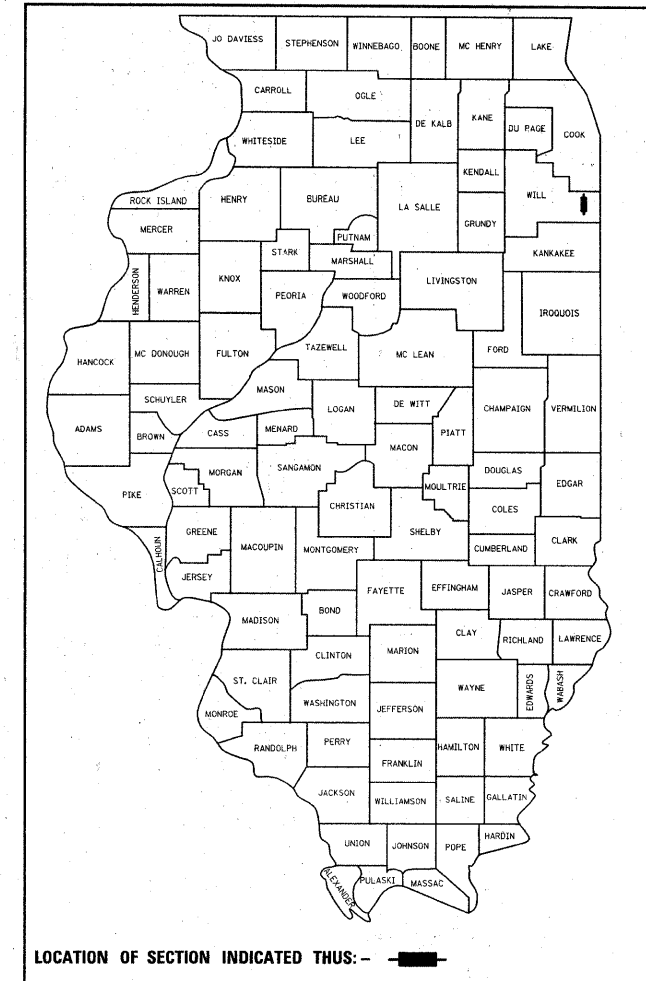 JO DAVIESS STEPHENSON WINNEBAGO BOONE MC HENRY LAKE
CARROLL OGLE DE KALB KANE DU PAGE COOK
WHITESIDE LEE
KENDALL
ROCK ISLAND HENRY BUREAU LA SALLE GRUNDY WILL
MERCER PUTNAM
STARK MARSHALL KANKAKEE
HENDERSON WARREN KNOX PEORIA WOODFORD LIVINGSTON IROQUOIS
HANCOCK MC DONOUGH FULTON TAZEWELL MC LEAN FORD
MASON
SCHUYLER LOGAN DE WITT CHAMPAIGN VERMILION
ADAMS BROWN CASS MENARD MACON PIATT
MORGAN SANGAMON DOUGLAS
PIKE SCOTT CHRISTIAN MOULTRIE EDGAR
COLES
GREENE MACOUPIN MONTGOMERY SHELBY CUMBERLAND CLARK
CALHOUN JERSEY
FAYETTE EFFINGHAM JASPER CRAWFORD
MADISON BOND
CLAY RICHLAND LAWRENCE
CLINTON MARION
ST. CLAIR WAYNE EDWARDS WABASH
WASHINGTON JEFFERSON
MONROE
RANDOLPH PERRY HAMILTON WHITE
FRANKLIN
JACKSON WILLIAMSON SALINE GALLATIN
HARDIN
UNION JOHNSON POPE
ALEXANDER PULASKI MASSAC
LOCATION OF SECTION INDICATED THUS: -